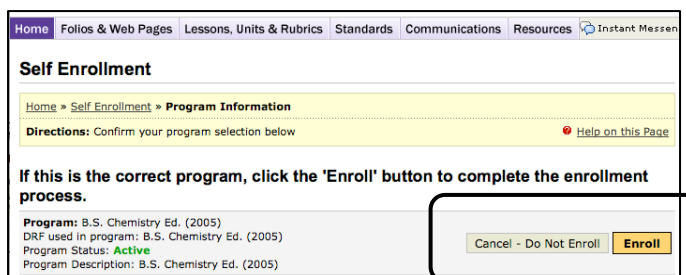 Home Folios & Web Pages Lessons, Units & Rubrics Standards Communications Resources Instant Messen
Self Enrollment
Home » Self Enrollment » Program Information
Directions: Confirm your program selection below Help on this Page
If this is the correct program, click the 'Enroll' button to complete the enrollment
process.
Program: B.S. Chemistry Ed. (2005)
DRF used in program: B.S. Chemistry Ed. (2005)
Program Status: Active
Program Description: B.S. Chemistry Ed. (2005)
Cancel - Do Not Enroll Enroll